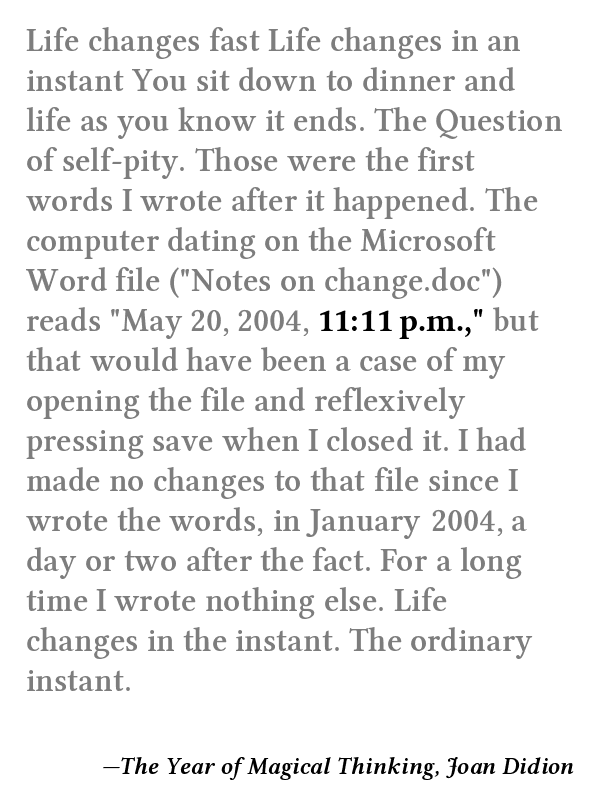 Life changes fast Life changes in an
instant You sit down to dinner and
life as you know it ends. The Question
of self-pity. Those were the first
words I wrote after it happened. The
computer dating on the Microsoft
Word file ("Notes on change.doc")
reads "May 20, 2004, 11:11 p.m.," but
that would have been a case of my
opening the file and reflexively
pressing save when I closed it. I had
made no changes to that file since I
wrote the words, in January 2004, a
day or two after the fact. For a long
time I wrote nothing else. Life
changes in the instant. The ordinary
instant.
—The Year of Magical Thinking, Joan Didion